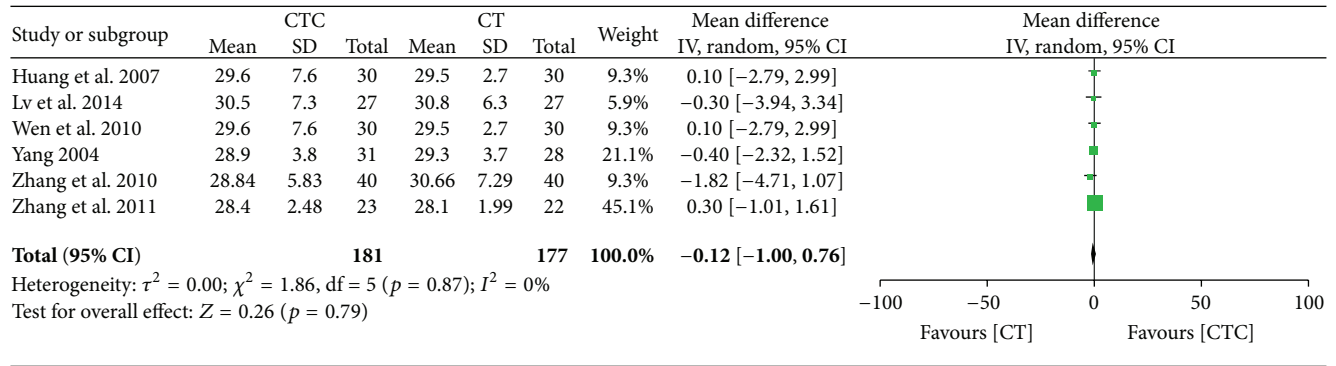 Study or subgroup CTC CT Weight Mean difference Mean difference
Mean SD Total Mean SD Total IV, random, 95% CI IV, random, 95% CI
Huang et al. 2007 29.6 7.6 30 29.5 2.7 30 9.3% 0.10 [−2.79, 2.99]
Lv et al. 2014 30.5 7.3 27 30.8 6.3 27 5.9% −0.30 [−3.94, 3.34]
Wen et al. 2010 29.6 7.6 30 29.5 2.7 30 9.3% 0.10 [−2.79, 2.99]
Yang 2004 28.9 3.8 31 29.3 3.7 28 21.1% −0.40 [−2.32, 1.52]
Zhang et al. 2010 28.84 5.83 40 30.66 7.29 40 9.3% −1.82 [−4.71, 1.07]
Zhang et al. 2011 28.4 2.48 23 28.1 1.99 22 45.1% 0.30 [−1.01, 1.61]
Total (95% CI) 181 177 100.0% −0.12 [−1.00, 0.76]
Heterogeneity: τ² = 0.00; χ² = 1.86, df = 5 (p = 0.87); I² = 0%
Test for overall effect: Z = 0.26 (p = 0.79)
−100 −50 0 50 100
Favours [CT] Favours [CTC]